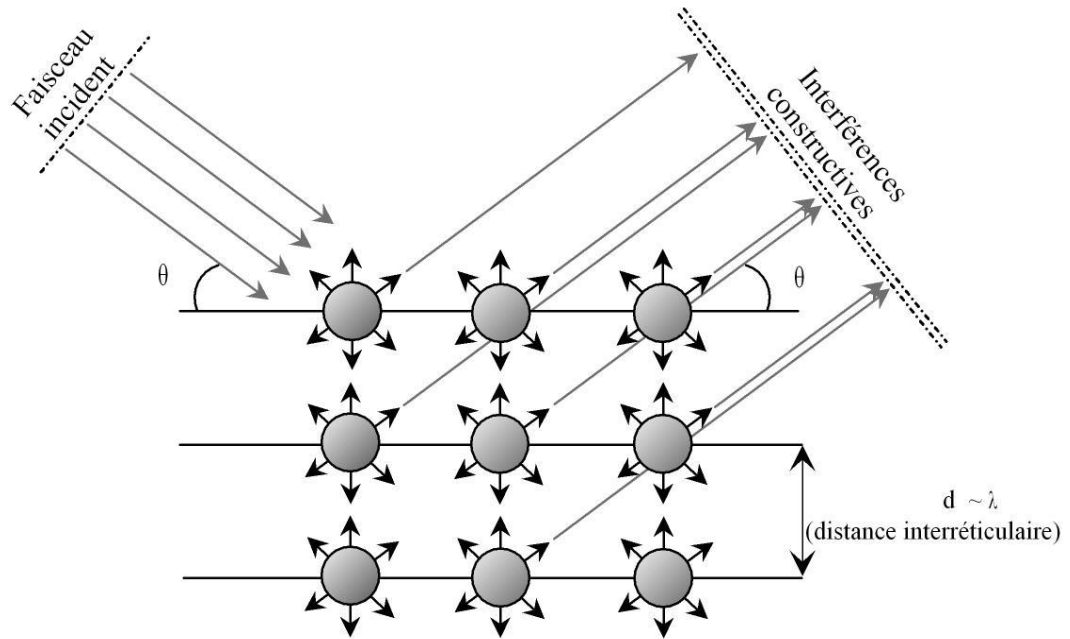 Faisceau
incident
Interférences
constructives
θ
θ
d ~ λ
(distance interréticulaire)